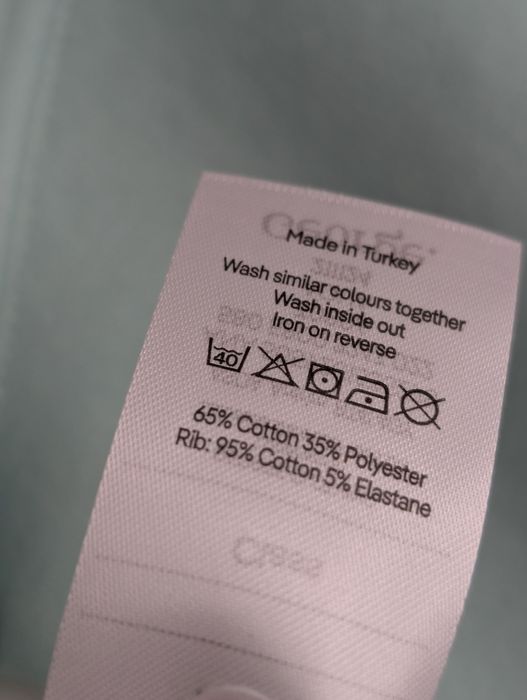 Made in Turkey
Wash similar colours together
Wash inside out
Iron on reverse
40
65% Cotton 35% Polyester
Rib: 95% Cotton 5% Elastane